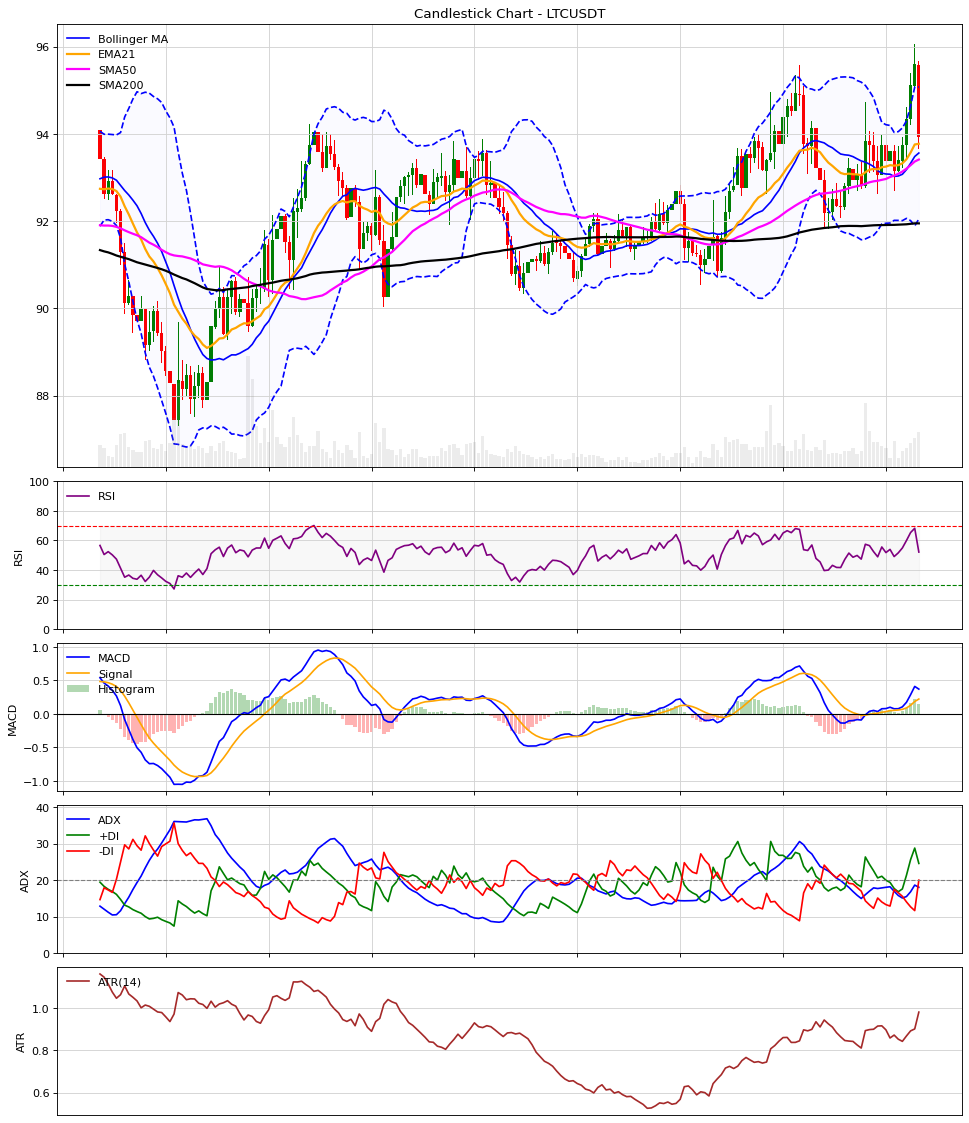 Candlestick Chart - LTCUSDT
Bollinger MA
EMA21
SMA50
SMA200
96
94
92
90
88
RSI
RSI
100
80
60
40
20
0
MACD
Signal
Histogram
MACD
1.0
0.5
0.0
−0.5
−1.0
ADX
+DI
-DI
ADX
40
30
20
10
0
ATR(14)
ATR
1.0
0.8
0.6